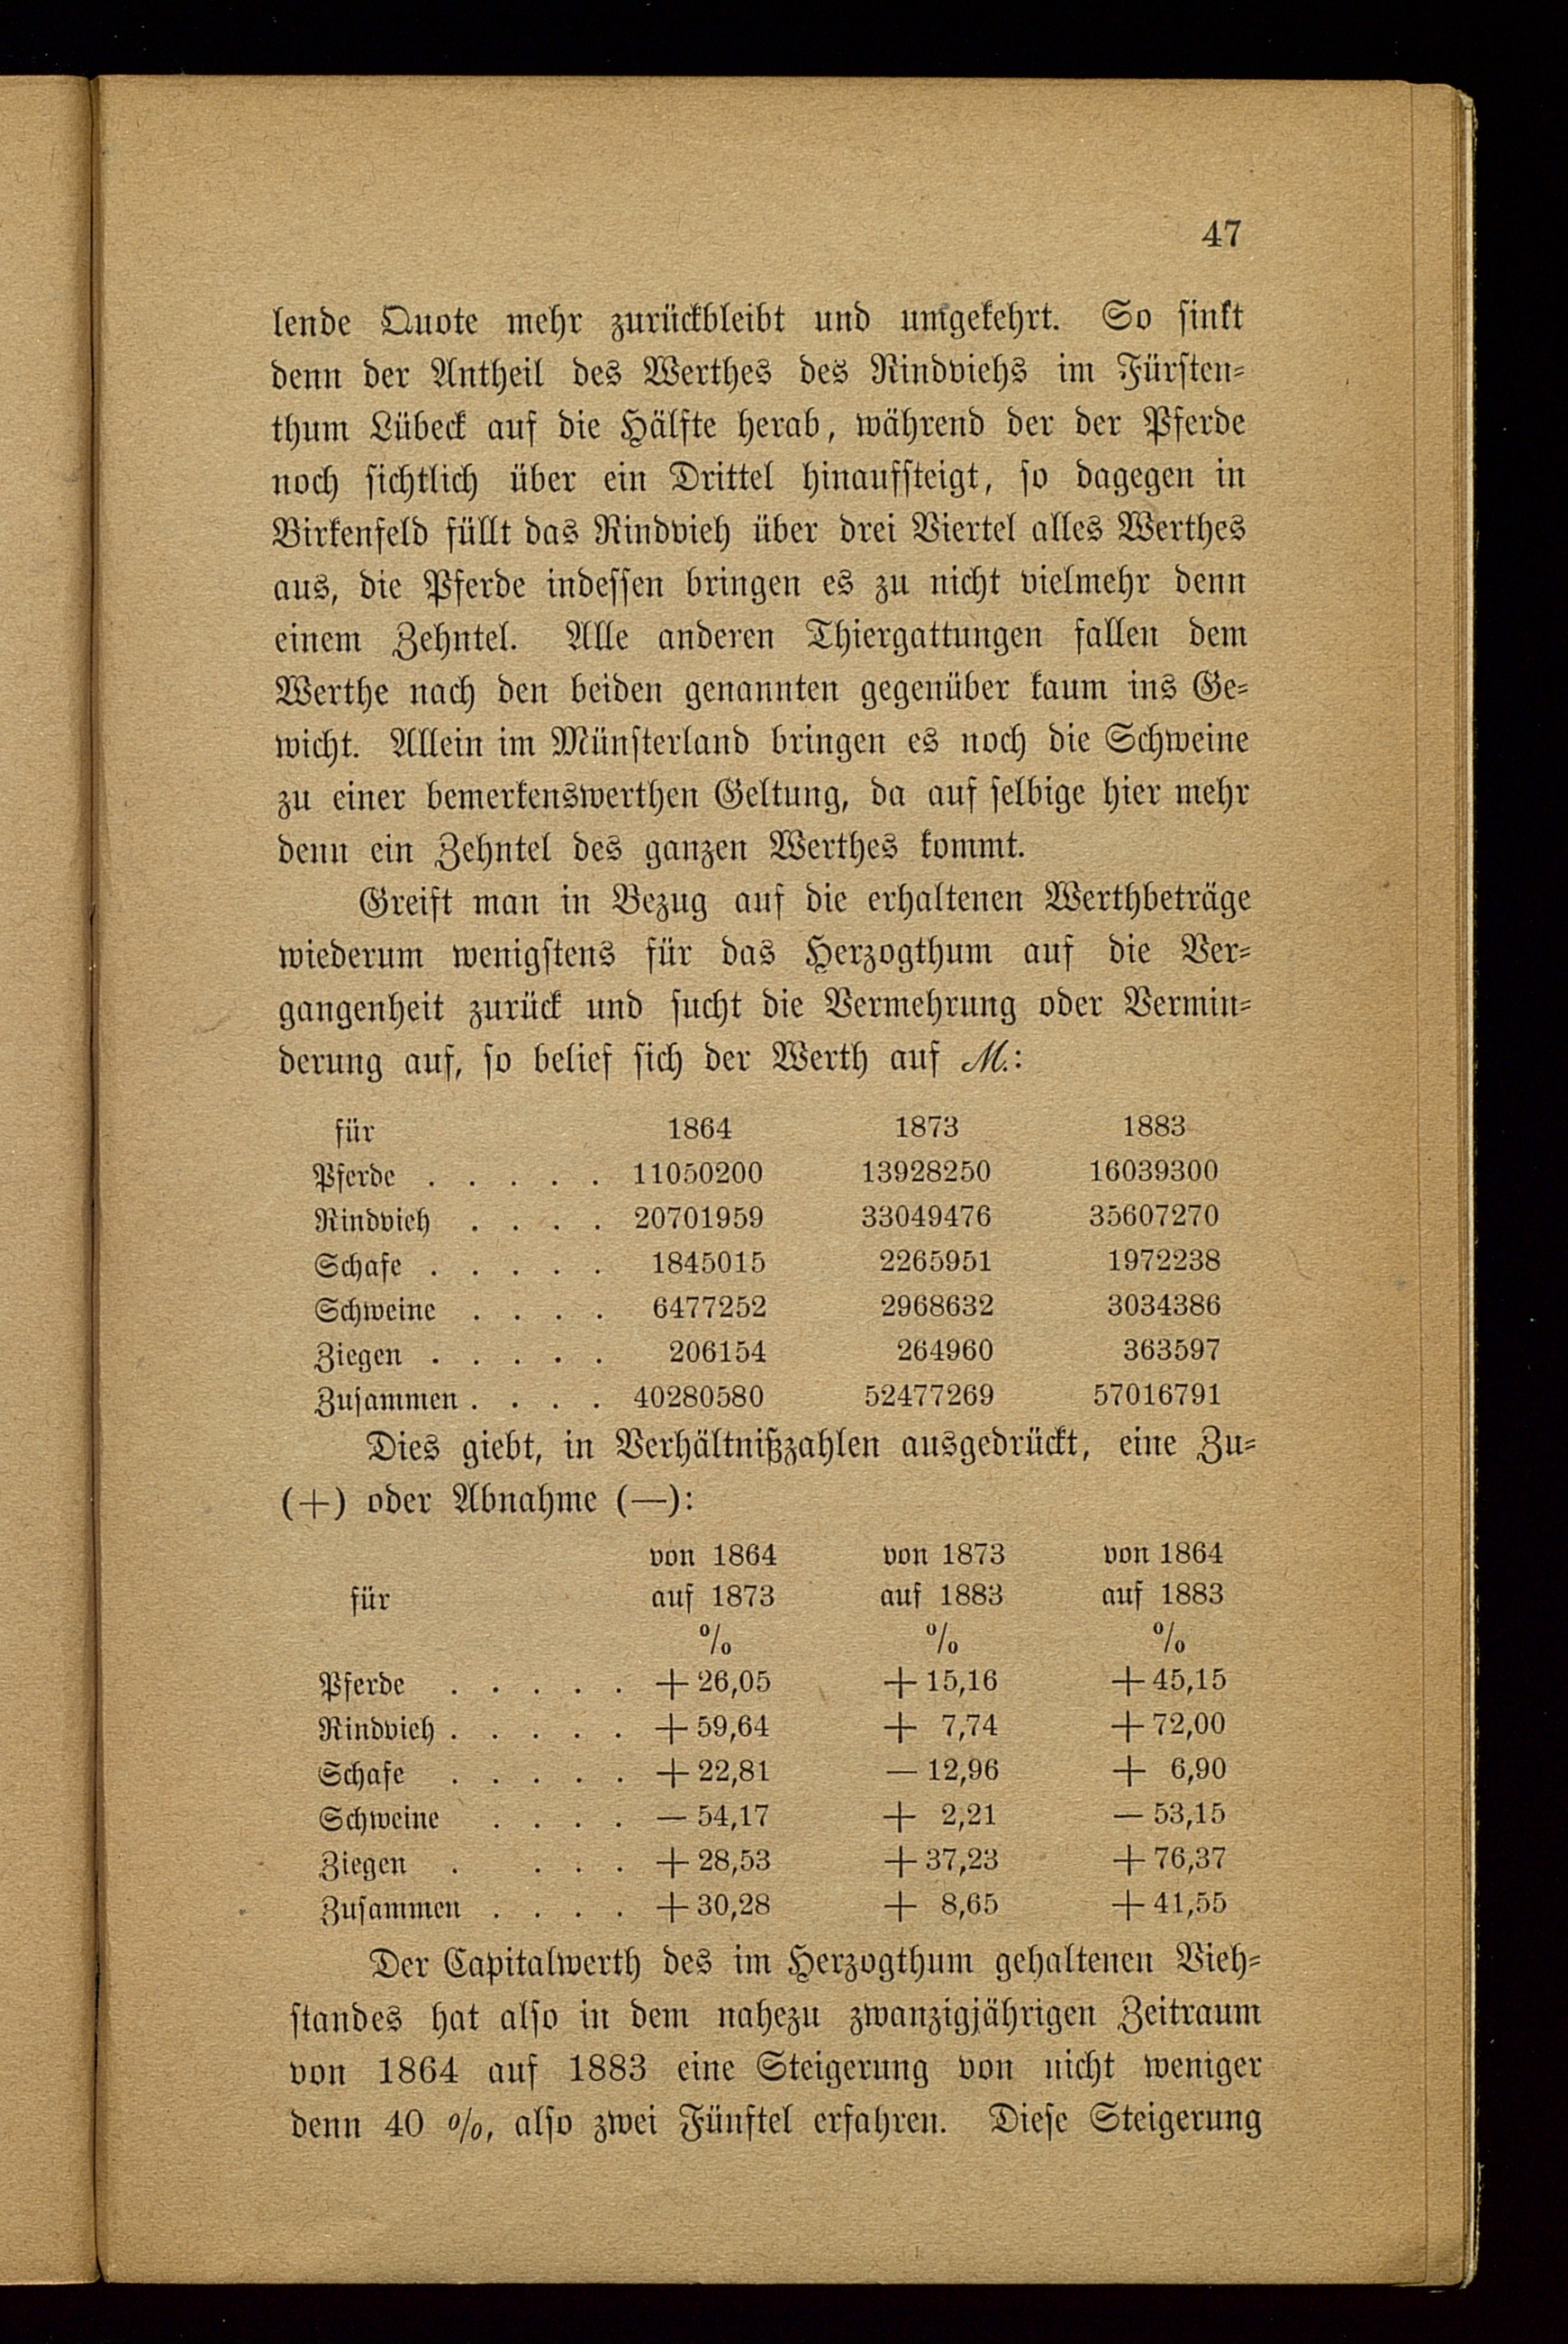 47
lende Quote mehr zurückbleibt und umgekehrt. So sinkt
denn der Antheil des Werthes des Rindviehs im Fürsten-
thum Lübeck auf die Hälfte herab, während der der Pferde
noch sichtlich über ein Drittel hinaufsteigt, so dagegen in
Birkenfeld füllt das Rindvieh über drei Viertel alles Werthes
aus, die Pferde indessen bringen es zu nicht vielmehr denn
einem Zehntel. Alle anderen Thiergattungen fallen dem
Werthe nach den beiden genannten gegenüber kaum ins Ge-
wicht. Allein im Münsterland bringen es noch die Schweine
zu einer bemerkenswerthen Geltung, da auf selbige hier mehr
denn ein Zehntel des ganzen Werthes kommt.
Greift man in Bezug auf die erhaltenen Werthbeträge
wiederum wenigstens für das Herzogthum auf die Ver-
gangenheit zurück und sucht die Vermehrung oder Vermin-
derung auf, so belief sich der Werth auf M.:
für 1864 1873 1883
Pferde . . . . . 11050200 13928250 16039300
Rindvieh . . . . 20701959 33049476 35607270
Schafe . . . . . 1845015 2265951 1972238
Schweine . . . . 6477252 2968632 3034386
Ziegen . . . . . 206154 264960 363597
Zusammen . . . . 40280580 52477269 57016791
Dies giebt, in Verhältnißzahlen ausgedrückt, eine Zu-
(+) oder Abnahme (—):
von 1864 von 1873 von 1864
für auf 1873 auf 1883 auf 1883
% % %
Pferde . . . . . + 26,05 + 15,16 + 45,15
Rindvieh . . . . . + 59,64 + 7,74 + 72,00
Schafe . . . . . + 22,81 — 12,96 + 6,90
Schweine . . . . — 54,17 + 2,21 — 53,15
Ziegen . . . . + 28,53 + 37,23 + 76,37
Zusammen . . . . + 30,28 + 8,65 + 41,55
Der Capitalwerth des im Herzogthum gehaltenen Vieh-
standes hat also in dem nahezu zwanzigjährigen Zeitraum
von 1864 auf 1883 eine Steigerung von nicht weniger
denn 40 %, also zwei Fünftel erfahren. Diese Steigerung